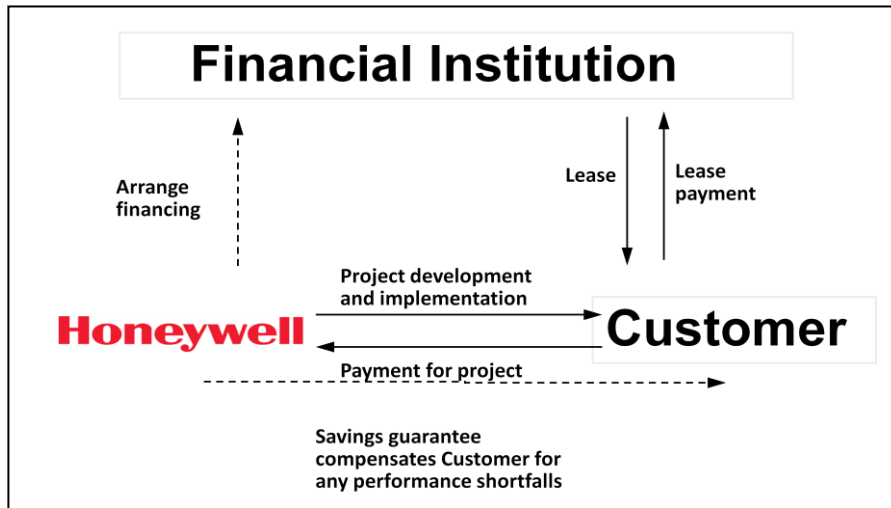 Financial Institution
Arrange
financing
Lease
Lease
payment
Project development
and implementation
Honeywell
Customer
Payment for project
Savings guarantee
compensates Customer for
any performance shortfalls